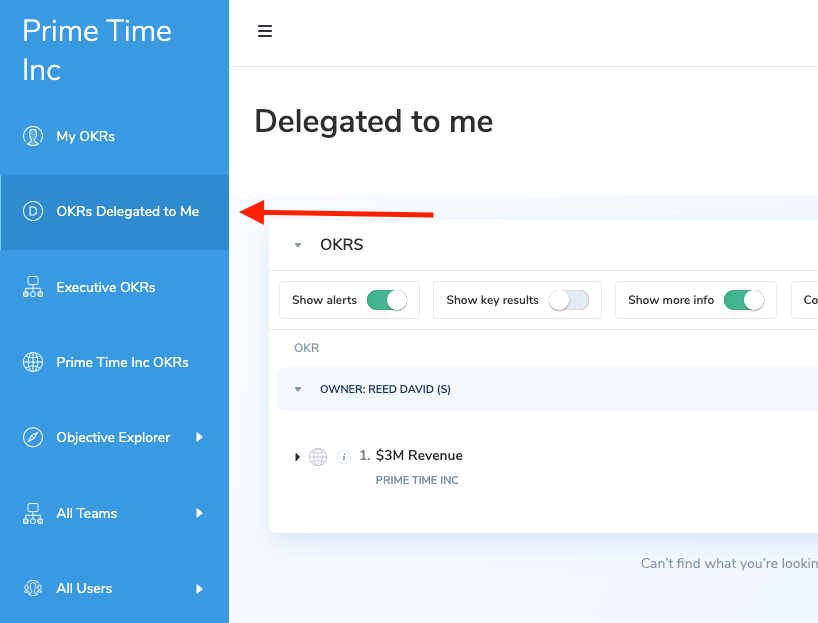 Prime Time
Inc
My OKRs
D
OKRs Delegated to Me
Executive OKRs
Prime Time Inc OKRs
Objective Explorer
All Teams
All Users
Delegated to me
OKRS
Show alerts
Show key results
Show more info
Co
OKR
OWNER: REED DAVID (S)
i
1. $3M Revenue
PRIME TIME INC
Can't find what you're lookin